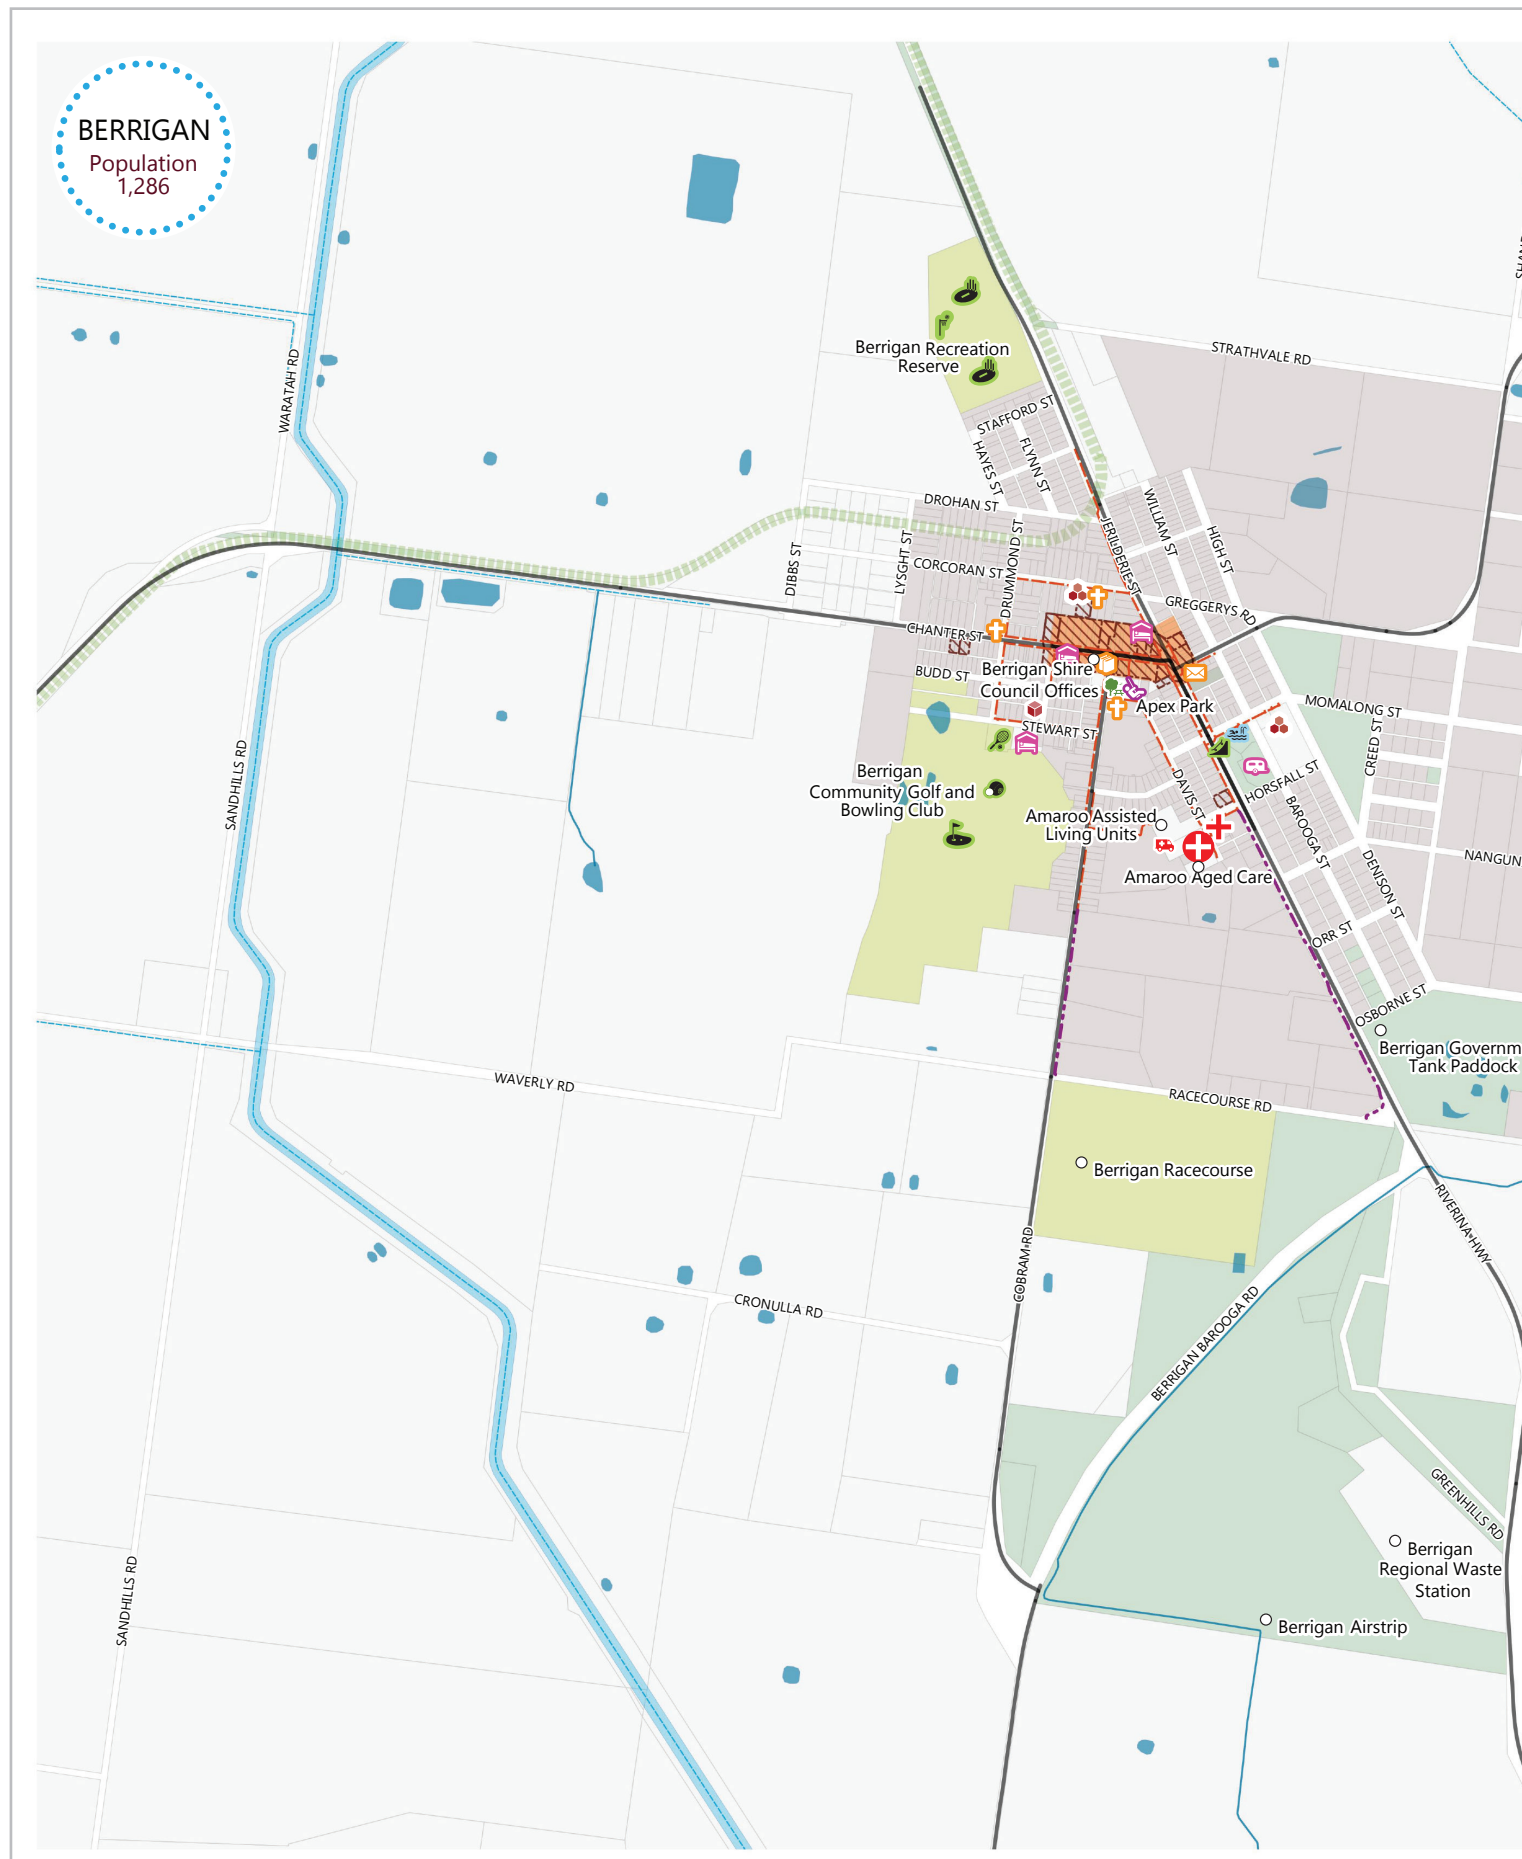 BERRIGAN
Population
1,286
WARATAH RD
STRATHVALE RD
Berrigan Recreation
Reserve
STAFFORD ST
HAYES ST
FLYNN ST
DROHAN ST
WILLIAM ST
HIGH ST
JERILDERIE ST
DIBBS ST
LYSGHT ST
CORCORAN ST
DRUMMOND ST
GREGGERYS RD
CHANTER ST
BUDD ST
Berrigan Shire
Council Offices
Apex Park
MOMALONG ST
STEWART ST
CREED ST
SANDHILLS RD
Berrigan
Community Golf and
Bowling Club
DAVIS ST
HORSFALL ST
BAROOGA ST
Amaroo Assisted
Living Units
Amaroo Aged Care
DENISON ST
NANGUN
ORR ST
OSBORNE ST
Berrigan Governm
Tank Paddock
WAVERLY RD
RACECOURSE RD
Berrigan Racecourse
RIVERINA HWY
COBRAM RD
CRONULLA RD
BERRIGAN BAROOGA RD
GREENHILLS RD
Berrigan
Regional Waste
Station
SANDHILLS RD
Berrigan Airstrip